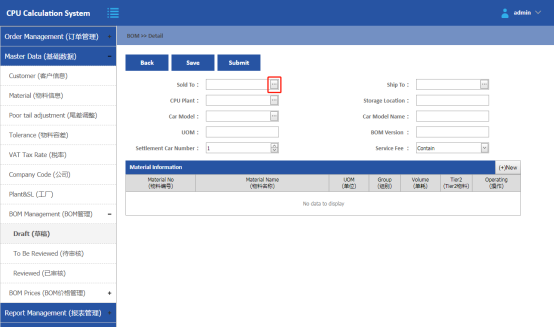 CPU Calculation System
admin
Order Management (订单管理)
BOM >> Detail
Master Data (基础数据)
Back Save Submit
Customer (客户信息)
Sold To : Ship To :
Material (物料信息)
CPU Plant : Storage Location :
Poor tail adjustment (尾差调整)
Car Model : Car Model Name :
Tolerance (物料容差)
UOM : BOM Version :
VAT Tax Rate (税率)
Settlement Car Number : 1 Service Fee : Contain
Company Code (公司)
Material Information (+)New
Plant&SL (工厂)
Material No Material Name UOM Group Volume Tier2 Operating
(物料编号) (物料名称) (单位) (组别) (单耗) (Tier2物料) (操作)
No data to display
BOM Management (BOM管理) -
Draft (草稿)
To Be Reviewed (待审核)
Reviewed (已审核)
BOM Prices (BOM价格管理) +
Report Management (报表管理)